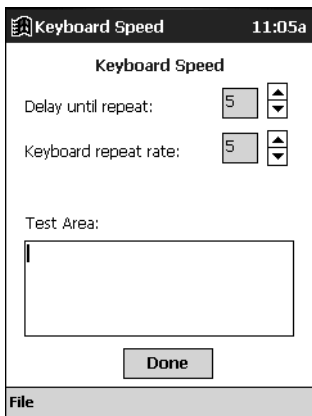 Keyboard Speed 11:05a
Keyboard Speed
Delay until repeat: 5
Keyboard repeat rate: 5
Test Area:
Done
File